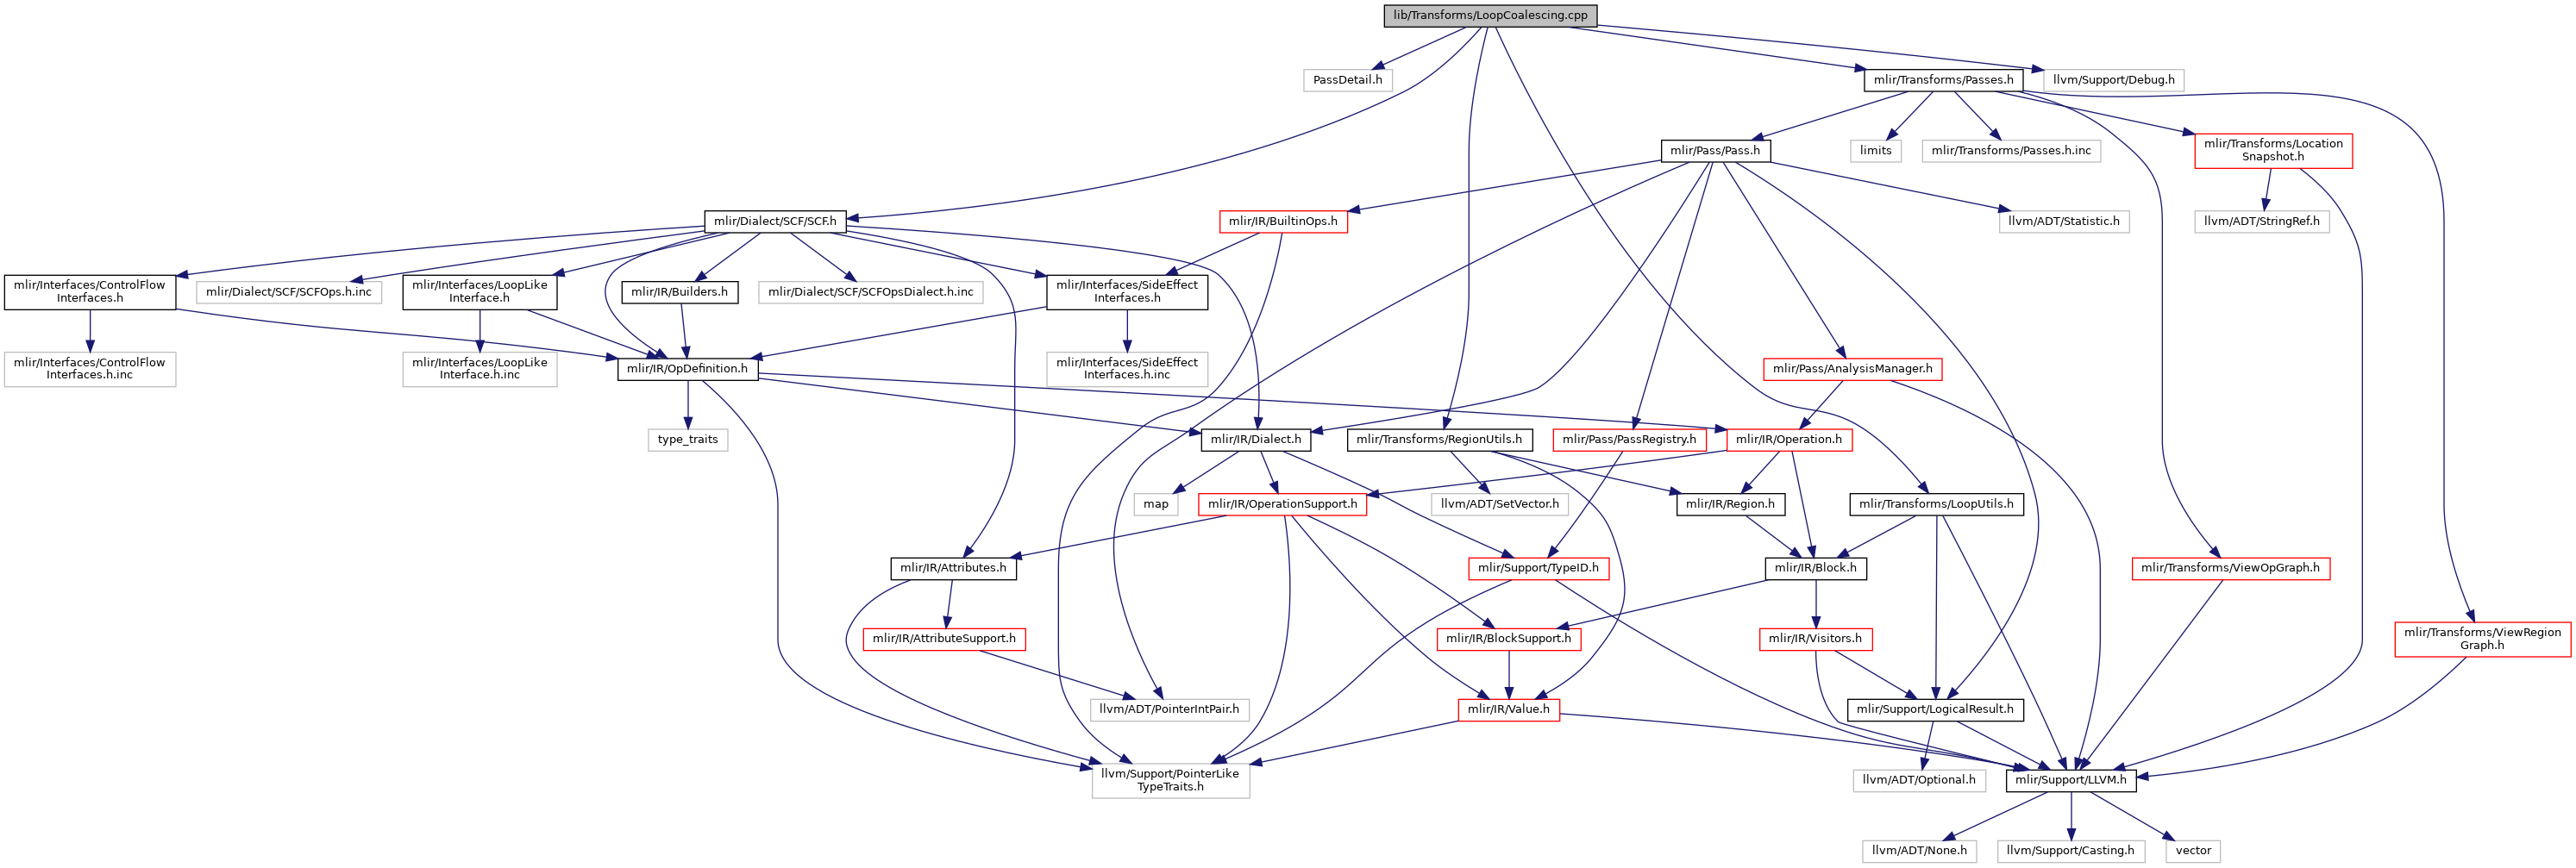 lib/Transforms/LoopCoalescing.cpp
PassDetail.h
mlir/Transforms/Passes.h
llvm/Support/Debug.h
mlir/Pass/Pass.h
limits
mlir/Transforms/Passes.h.inc
mlir/Transforms/Location
Snapshot.h
mlir/Dialect/SCF/SCF.h
mlir/IR/BuiltinOps.h
llvm/ADT/Statistic.h
llvm/ADT/StringRef.h
mlir/Interfaces/ControlFlow
Interfaces.h
mlir/Dialect/SCF/SCFOps.h.inc
mlir/Interfaces/LoopLike
Interface.h
mlir/IR/Builders.h
mlir/Dialect/SCF/SCFOpsDialect.h.inc
mlir/Interfaces/SideEffect
Interfaces.h
mlir/Interfaces/ControlFlow
Interfaces.h.inc
mlir/Interfaces/LoopLike
Interface.h.inc
mlir/IR/OpDefinition.h
mlir/Interfaces/SideEffect
Interfaces.h.inc
mlir/Pass/AnalysisManager.h
type_traits
mlir/IR/Dialect.h
mlir/Transforms/RegionUtils.h
mlir/Pass/PassRegistry.h
mlir/IR/Operation.h
map
mlir/IR/OperationSupport.h
llvm/ADT/SetVector.h
mlir/IR/Region.h
mlir/Transforms/LoopUtils.h
mlir/IR/Attributes.h
mlir/Support/TypeID.h
mlir/IR/Block.h
mlir/Transforms/ViewOpGraph.h
mlir/IR/AttributeSupport.h
mlir/IR/BlockSupport.h
mlir/IR/Visitors.h
mlir/Transforms/ViewRegion
Graph.h
llvm/ADT/PointerIntPair.h
mlir/IR/Value.h
mlir/Support/LogicalResult.h
llvm/Support/PointerLike
TypeTraits.h
llvm/ADT/Optional.h
mlir/Support/LLVM.h
llvm/ADT/None.h
llvm/Support/Casting.h
vector